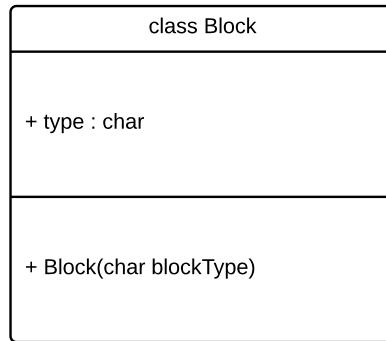 class Block
+ type : char
+ Block(char blockType)